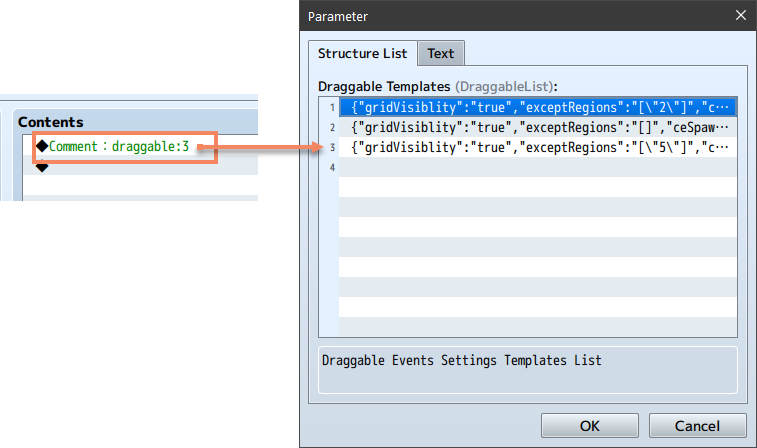 Contents
◆Comment：draggable:3
◆
Parameter
Structure List
Text
Draggable Templates (DraggableList):
1 {"gridVisiblity":"true","exceptRegions":"[\"2\"]","c…
2 {"gridVisiblity":"true","exceptRegions":"[]","ceSpaw…
3 {"gridVisiblity":"true","exceptRegions":"[\"5\"]","c…
4
Draggable Events Settings Templates List
OK
Cancel